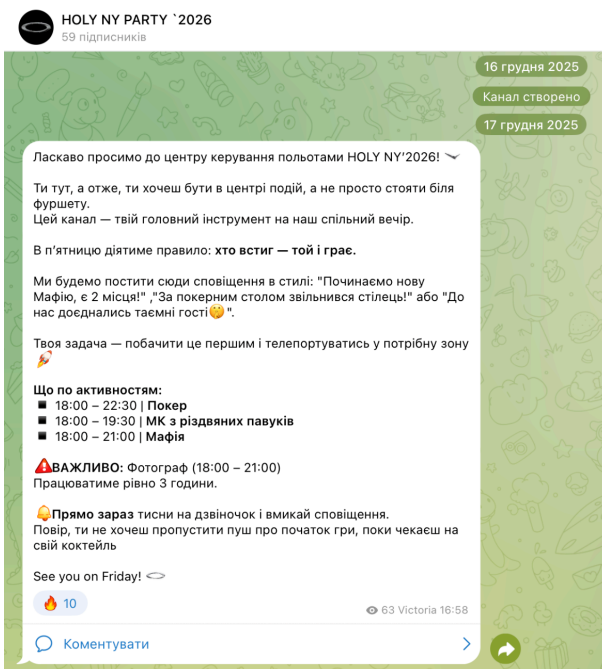 HOLY NY PARTY `2026
59 підписників
16 грудня 2025
Канал створено
17 грудня 2025
Ласкаво просимо до центру керування польотами HOLY NY’2026!
Ти тут, а отже, ти хочеш бути в центрі подій, а не просто стояти біля
фуршету.
Цей канал — твій головний інструмент на наш спільний вечір.
В п’ятницю діятиме правило: хто встиг — той і грає.
Ми будемо постити сюди сповіщення в стилі: "Починаємо нову
Мафію, є 2 місця!" ,"За покерним столом звільнився стілець!" або "До
нас доєднались таємні гості🤫".
Твоя задача — побачити це першим і телепортуватись у потрібну зону
🚀
Що по активностям:
▪️ 18:00 – 22:30 | Покер
▪️ 18:00 – 19:30 | МК з різдвяних павуків
▪️ 18:00 – 21:00 | Мафія
⚠️ВАЖЛИВО: Фотограф (18:00 – 21:00)
Працюватиме рівно 3 години.
🔔Прямо зараз тисни на дзвіночок і вмикай сповіщення.
Повір, ти не хочеш пропустити пуш про початок гри, поки чекаєш на
свій коктейль
See you on Friday!
🔥 10
63 Victoria 16:58
Коментувати